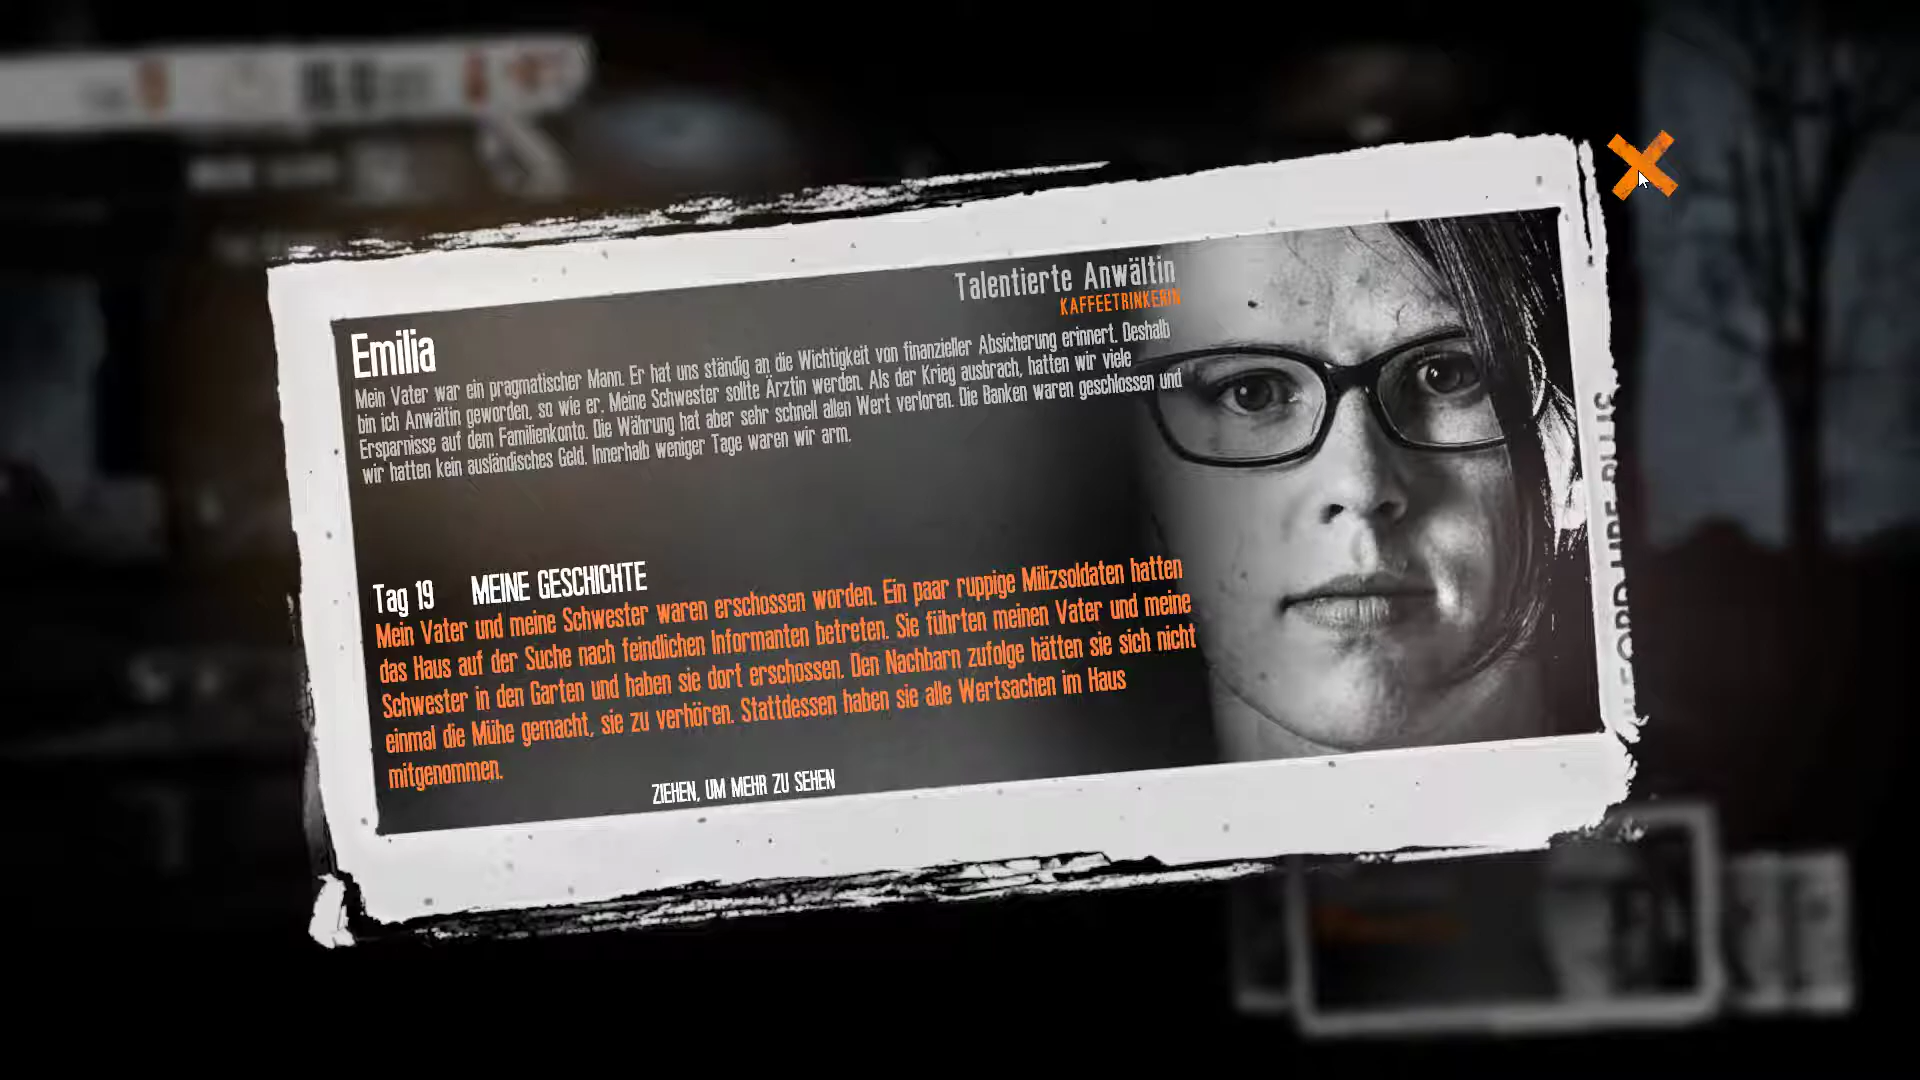 Talentierte Anwältin
KAFFEETRINKERIN
Emilia
Mein Vater war ein pragmatischer Mann. Er hat uns ständig an die Wichtigkeit von finanzieller Absicherung erinnert. Deshalb
bin ich Anwältin geworden, so wie er. Meine Schwester sollte Ärztin werden. Als der Krieg ausbrach, hatten wir viele
Ersparnisse auf dem Familienkonto. Die Währung hat aber sehr schnell allen Wert verloren. Die Banken waren geschlossen und
wir hatten kein ausländisches Geld. Innerhalb weniger Tage waren wir arm.
Tag 19 MEINE GESCHICHTE
Mein Vater und meine Schwester waren erschossen worden. Ein paar ruppige Milizsoldaten hatten
das Haus auf der Suche nach feindlichen Informanten betreten. Sie führten meinen Vater und meine
Schwester in den Garten und haben sie dort erschossen. Den Nachbarn zufolge hätten sie sich nicht
einmal die Mühe gemacht, sie zu verhören. Stattdessen haben sie alle Wertsachen im Haus
mitgenommen.
ZIEHEN, UM MEHR ZU SEHEN